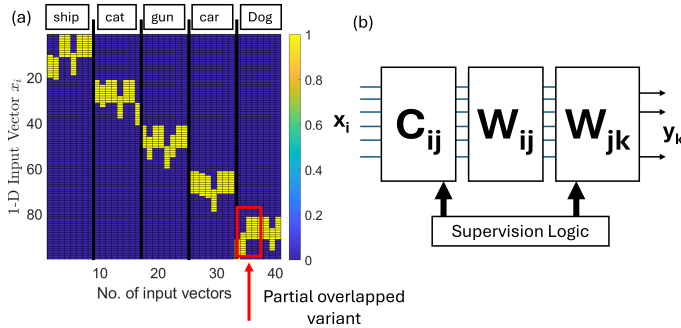 (a)
ship cat gun car Dog
1-D Input Vector x_i
20
40
60
80
10 20 30 40
No. of input vectors
1
0.8
0.6
0.4
0.2
0
Partial overlapped
variant
(b)
x_i
C_ij W_ij W_jk
y_k
Supervision Logic